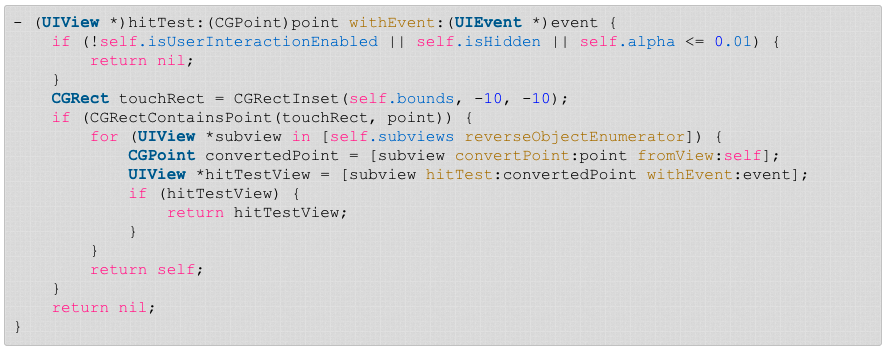 - (UIView *)hitTest:(CGPoint)point withEvent:(UIEvent *)event {
    if (!self.isUserInteractionEnabled || self.isHidden || self.alpha <= 0.01) {
        return nil;
    }
    CGRect touchRect = CGRectInset(self.bounds, -10, -10);
    if (CGRectContainsPoint(touchRect, point)) {
        for (UIView *subview in [self.subviews reverseObjectEnumerator]) {
            CGPoint convertedPoint = [subview convertPoint:point fromView:self];
            UIView *hitTestView = [subview hitTest:convertedPoint withEvent:event];
            if (hitTestView) {
                return hitTestView;
            }
        }
        return self;
    }
    return nil;
}